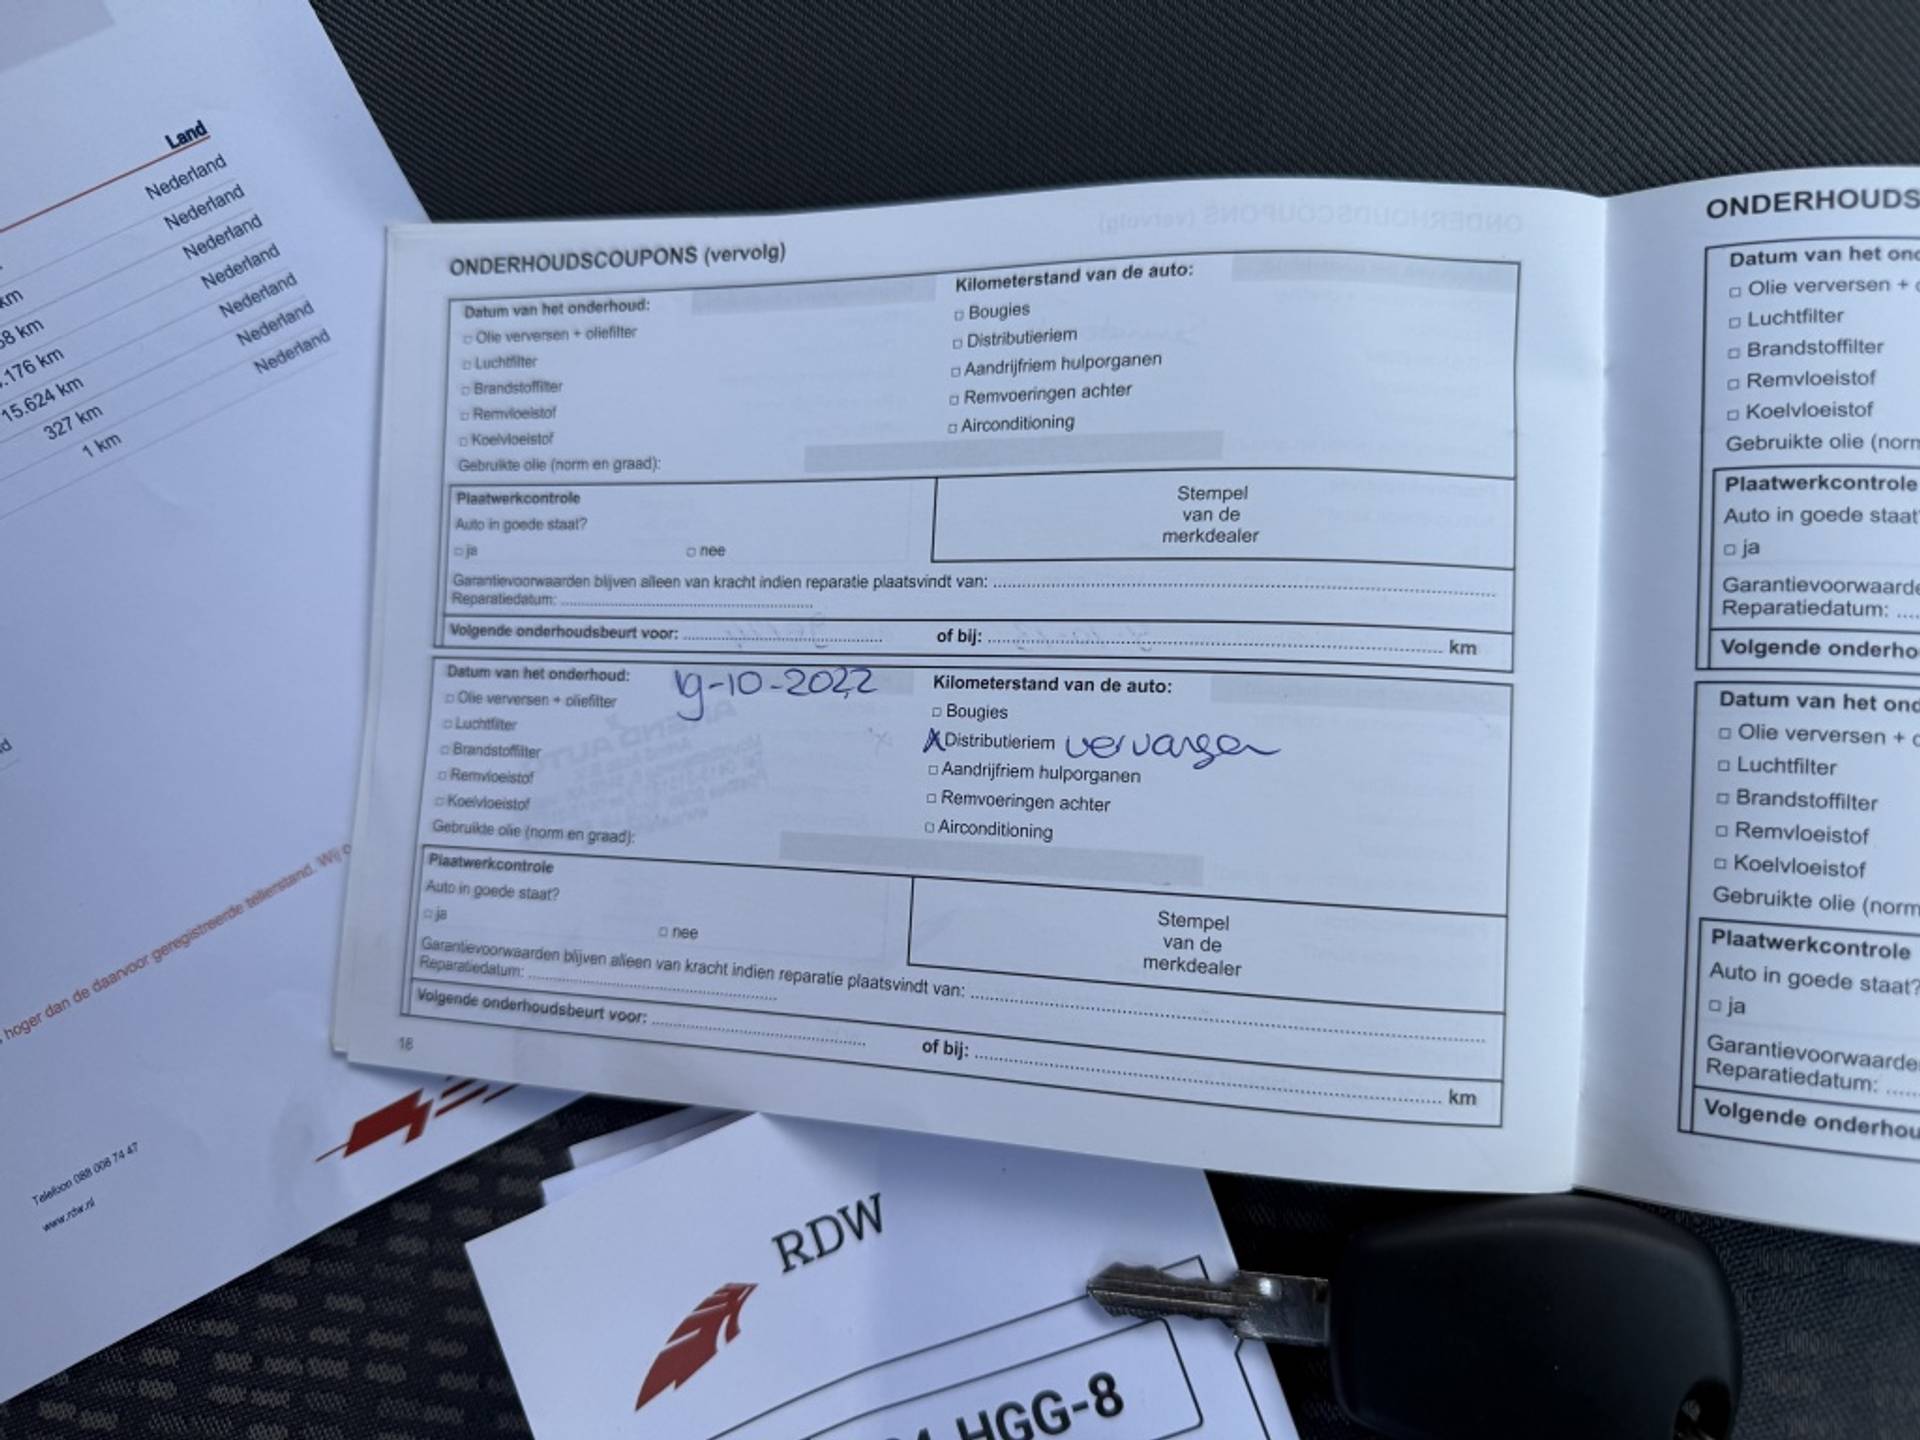 Land
Nederland
Nederland
Nederland
Nederland
km Nederland
8 km Nederland
.176 km Nederland
15.624 km
327 km
1 km
hoger dan de daarvoor geregistreerde tellerstand. Wij
Telefoon 088 008 74 47
www.rdw.nl
ONDERHOUDSCOUPONS (vervolg)
Datum van het onderhoud: Kilometerstand van de auto:
Olie verversen + oliefilter Bougies
Luchtfilter Distributieriem
Brandstoffilter Aandrijfriem hulporganen
Remvloeistof Remvoeringen achter
Koelvloeistof Airconditioning
Gebruikte olie (norm en graad):
Plaatwerkcontrole
Auto in goede staat?
ja nee
Stempel
van de
merkdealer
Garantievoorwaarden blijven alleen van kracht indien reparatie plaatsvindt van:
Reparatiedatum:
Volgende onderhoudsbeurt voor: of bij: km
Datum van het onderhoud: 19-10-2022 Kilometerstand van de auto:
Olie verversen + oliefilter Bougies
Luchtfilter X Distributieriem vervangen
Brandstoffilter Aandrijfriem hulporganen
Remvloeistof Remvoeringen achter
Koelvloeistof Airconditioning
Gebruikte olie (norm en graad):
Plaatwerkcontrole
Auto in goede staat?
ja nee
Stempel
van de
merkdealer
Garantievoorwaarden blijven alleen van kracht indien reparatie plaatsvindt van:
Reparatiedatum:
Volgende onderhoudsbeurt voor: of bij: km
16
ONDERHOUDS
Datum van het ond
Olie verversen +
Luchtfilter
Brandstoffilter
Remvloeistof
Koelvloeistof
Gebruikte olie (norm
Plaatwerkcontrole
Auto in goede staat
ja
Garantievoorwaarde
Reparatiedatum:
Volgende onderho
Datum van het ond
Olie verversen +
Luchtfilter
Brandstoffilter
Remvloeistof
Koelvloeistof
Gebruikte olie (norm
Plaatwerkcontrole
Auto in goede staat?
ja
Garantievoorwaarde
Reparatiedatum:
Volgende onderhou
RDW
HGG-8